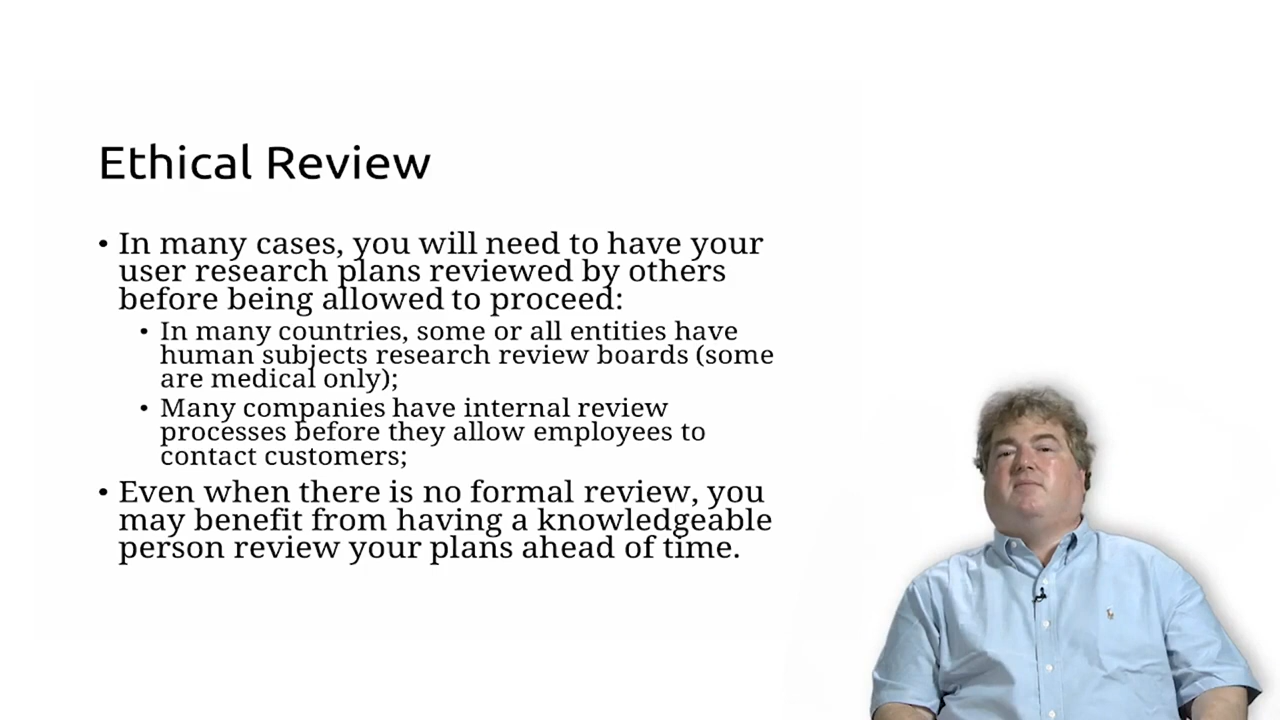 Ethical Review
• In many cases, you will need to have your
user research plans reviewed by others
before being allowed to proceed:
• In many countries, some or all entities have
human subjects research review boards (some
are medical only);
• Many companies have internal review
processes before they allow employees to
contact customers;
• Even when there is no formal review, you
may benefit from having a knowledgeable
person review your plans ahead of time.